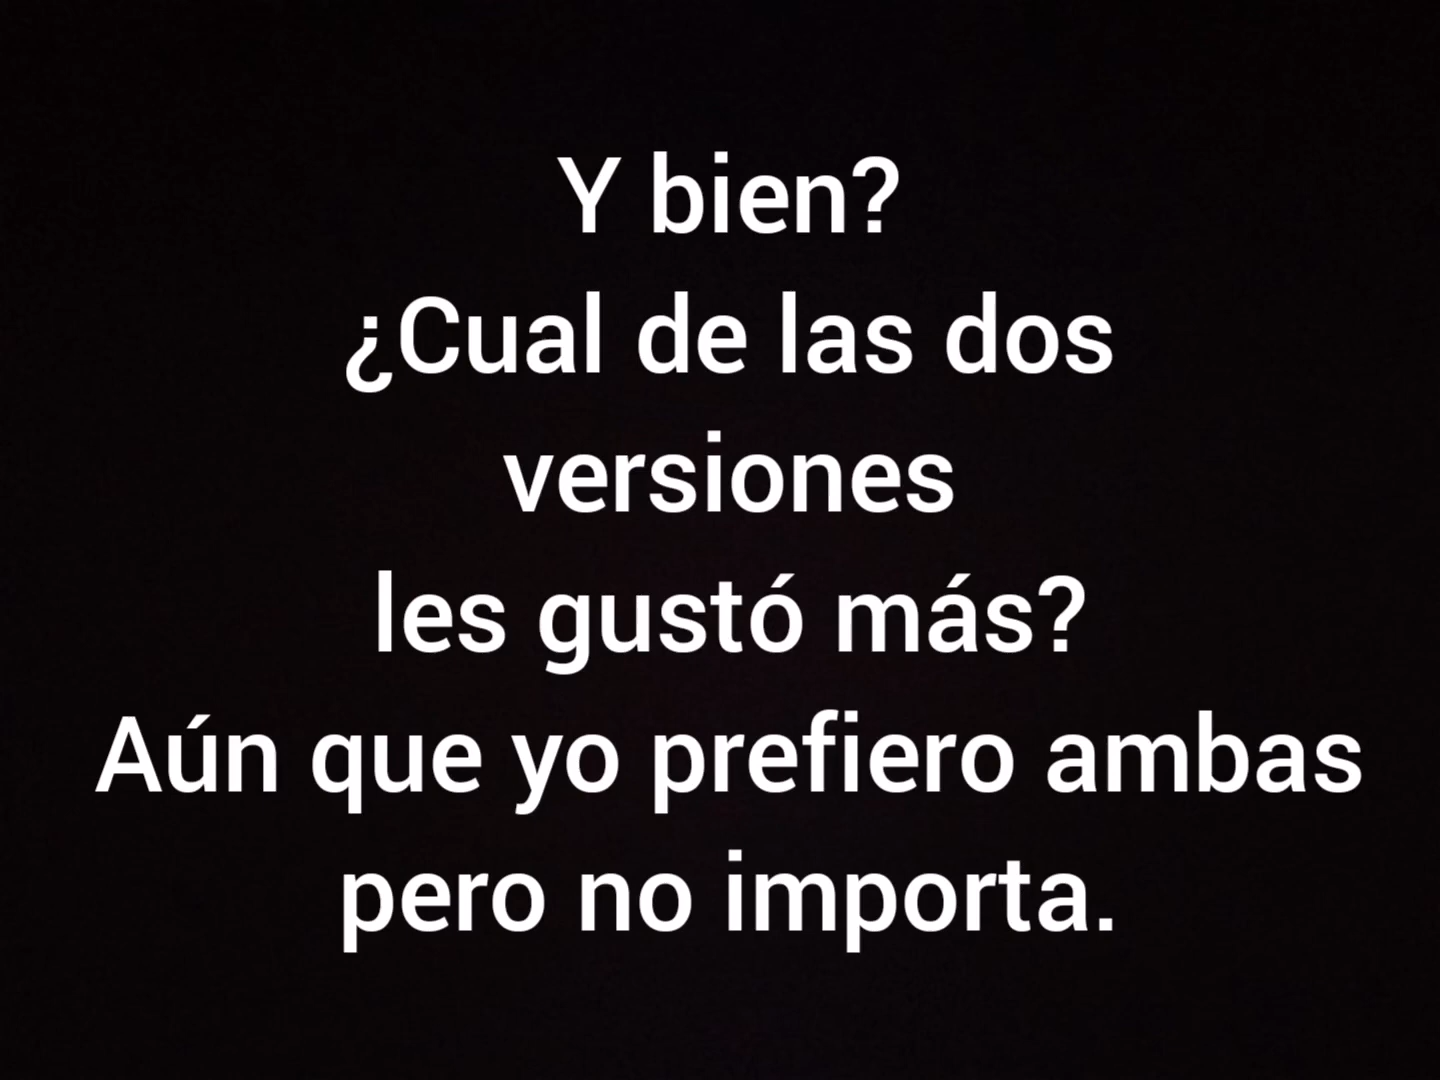 Y bien?
¿Cual de las dos
versiones
les gustó más?
Aún que yo prefiero ambas
pero no importa.